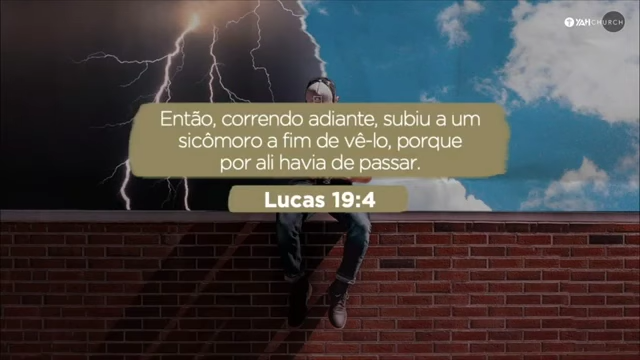 YAH CHURCH
Então, correndo adiante, subiu a um
sicômoro a fim de vê-lo, porque
por ali havia de passar.
Lucas 19:4